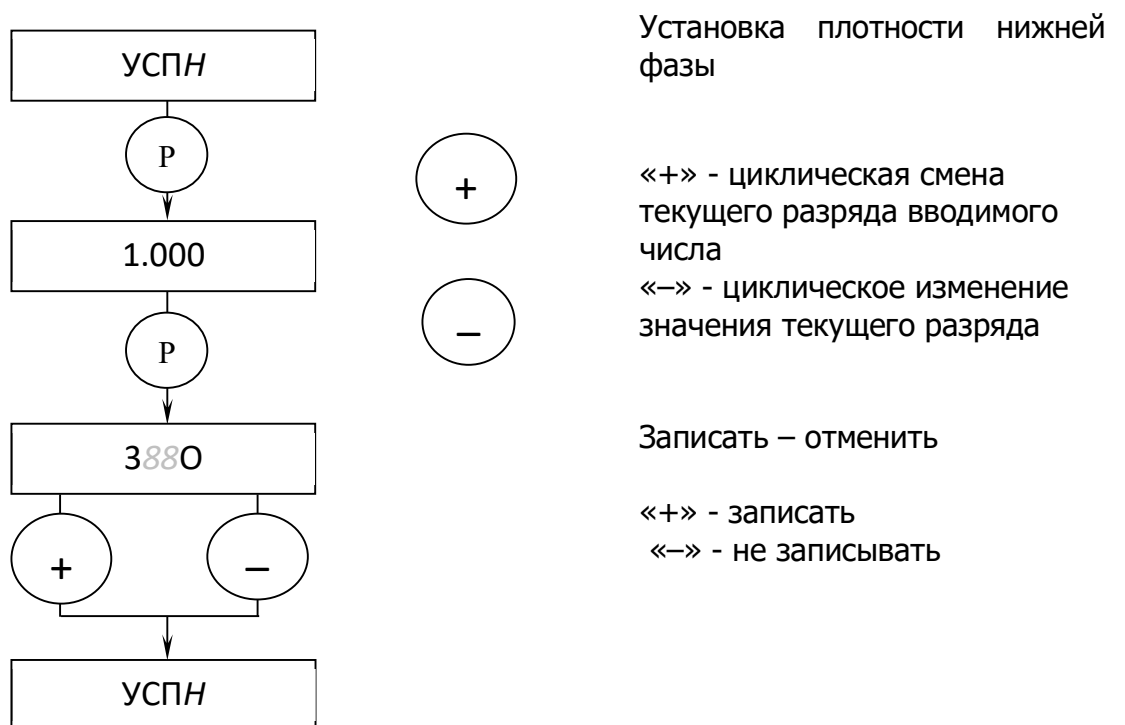 УСПН
Установка плотности нижней
фазы
Р
+
«+» - циклическая смена
текущего разряда вводимого
числа
1.000
–
«–» - циклическое изменение
значения текущего разряда
Р
З88О
Записать – отменить
+
–
«+» - записать
«–» - не записывать
УСПН